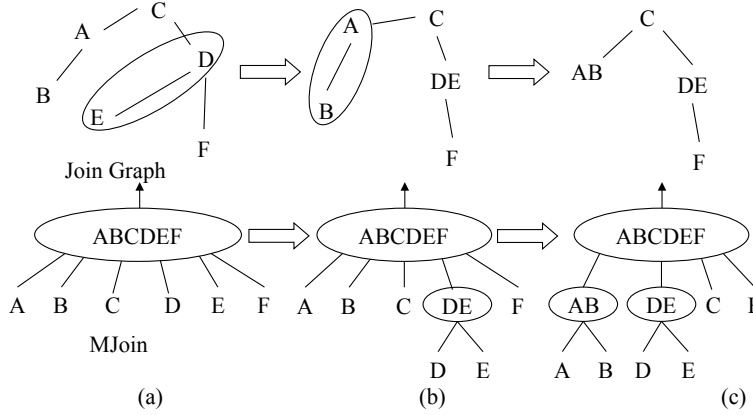 A C
B E D
F
Join Graph
A C
B DE
F
C
AB DE
F
ABCDEF
A B C D E F
MJoin
ABCDEF
A B C DE F
D E
ABCDEF
AB DE C
A B D E
(a) (b) (c)